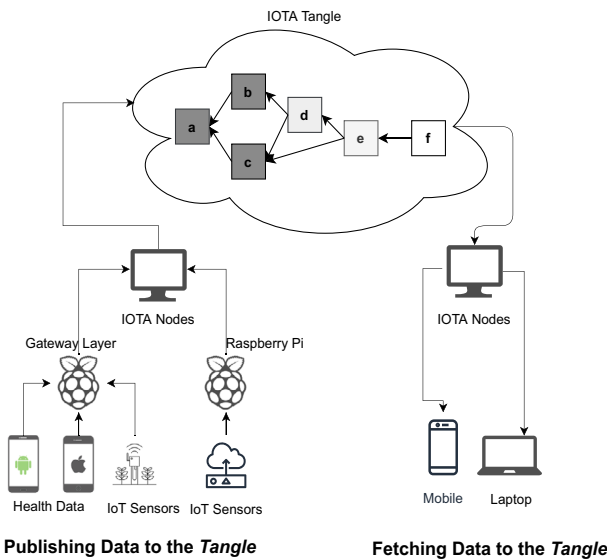 IOTA Tangle
b
d
a
e
f
c
IOTA Nodes
IOTA Nodes
Gateway Layer
Raspberry Pi
Health Data
IoT Sensors
IoT Sensors
Mobile
Laptop
Publishing Data to the Tangle
Fetching Data to the Tangle